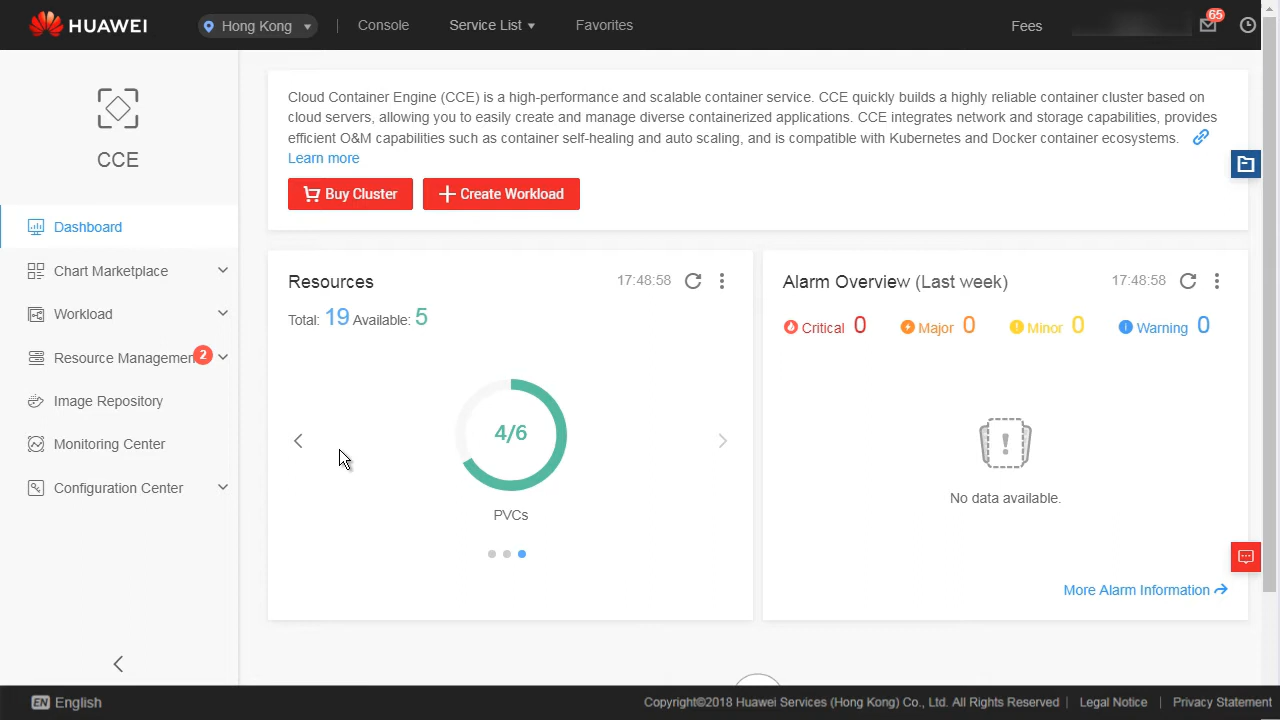 HUAWEI
Hong Kong
Console
Service List
Favorites
Fees
65
Cloud Container Engine (CCE) is a high-performance and scalable container service. CCE quickly builds a highly reliable container cluster based on
cloud servers, allowing you to easily create and manage diverse containerized applications. CCE integrates network and storage capabilities, provides
efficient O&M capabilities such as container self-healing and auto scaling, and is compatible with Kubernetes and Docker container ecosystems.
Learn more
Buy Cluster
Create Workload
CCE
Dashboard
Chart Marketplace
Workload
Resource Managemen
2
Image Repository
Monitoring Center
Configuration Center
Resources
17:48:58
Total: 19 Available: 5
4/6
PVCs
Alarm Overview (Last week)
17:48:58
Critical 0
Major 0
Minor 0
Warning 0
No data available.
More Alarm Information
EN English
Copyright©2018 Huawei Services (Hong Kong) Co., Ltd. All Rights Reserved | Legal Notice | Privacy Statement